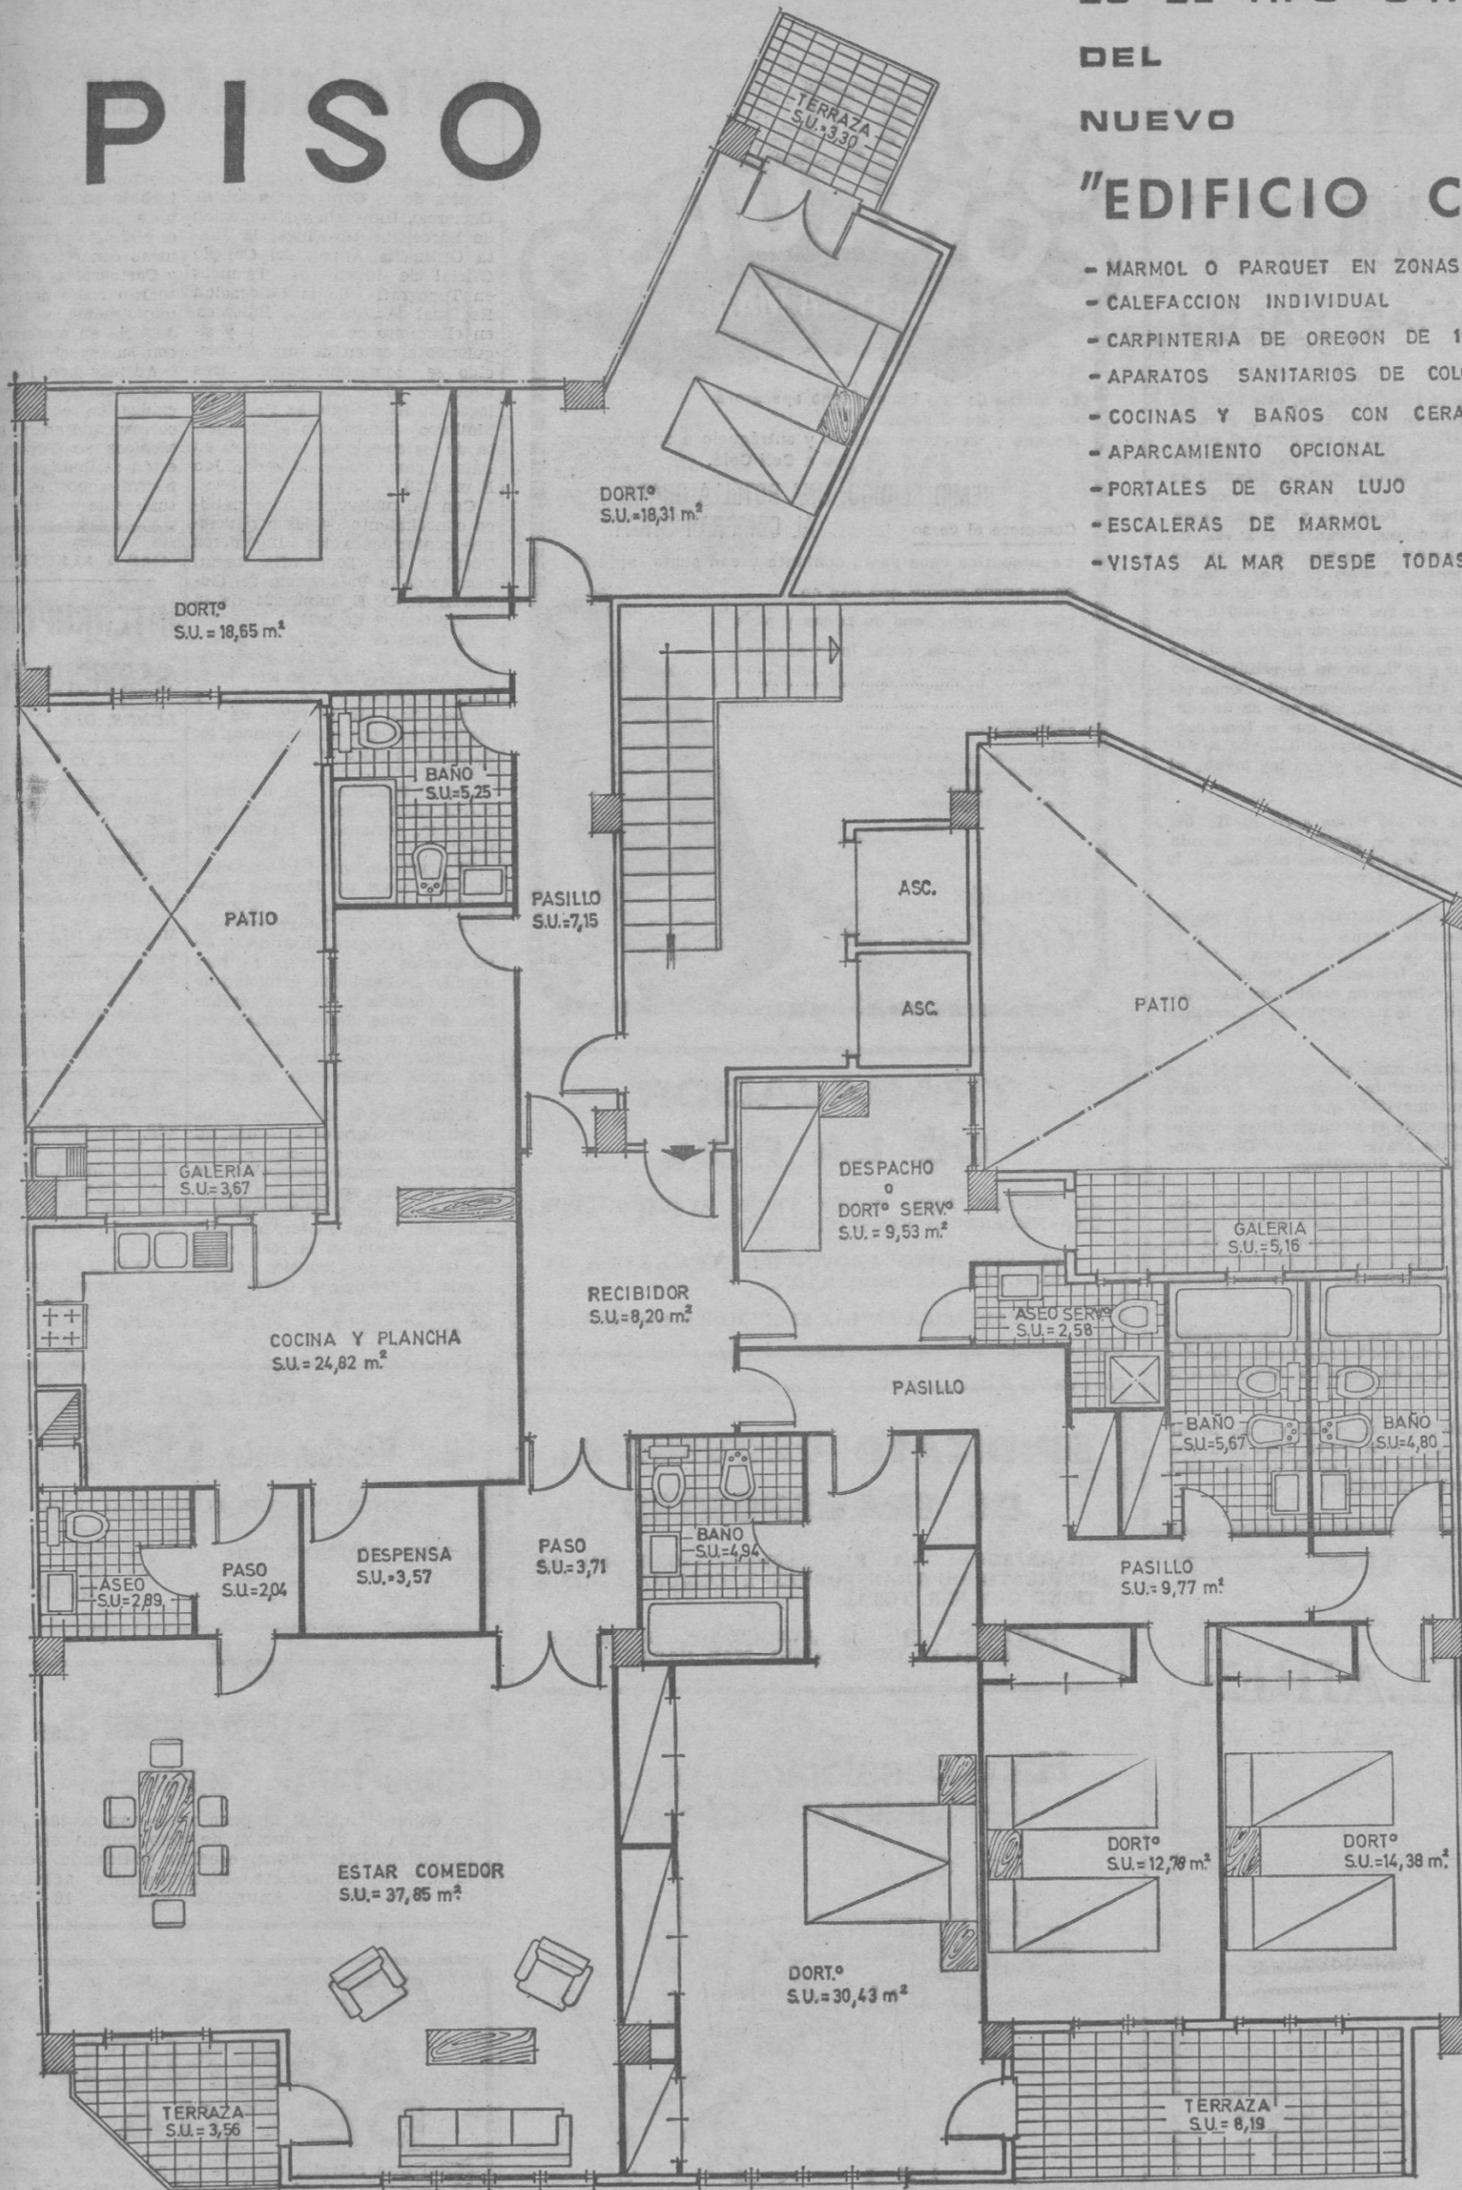 PISO
DEL
NUEVO
"EDIFICIO
- MARMOL O PARQUET EN ZONAS
- CALEFACCION INDIVIDUAL
- CARPINTERIA DE OREGON DE
- APARATOS SANITARIOS DE
- COCINAS Y BAÑOS CON
- APARCAMIENTO OPCIONAL
- PORTALES DE GRAN LUJO
- ESCALERAS DE MARMOL
- VISTAS AL MAR DESDE TODAS
TERRAZA
S.U.=3,30
DORT.º
S.U.=18,31 m²
DORT.º
S.U.=18,65 m²
BAÑO
S.U.=5,25
PASILLO
S.U.=7,15
PATIO
ASC.
ASC.
PATIO
GALERIA
S.U.=3,67
DESPACHO
o
DORTº SERVº
S.U.=9,53 m²
GALERIA
S.U.=5,16
RECIBIDOR
S.U.=8,20 m²
ASEO SERVº
S.U.=2,58
COCINA Y PLANCHA
S.U.=24,82 m²
PASILLO
BAÑO
S.U.=5,67
BAÑO
S.U.=4,80
ASEO
S.U.=2,89
PASO
S.U.=2,04
DESPENSA
S.U.=3,57
PASO
S.U.=3,71
BAÑO
S.U.=4,94
PASILLO
S.U.=9,77 m²
ESTAR COMEDOR
S.U.=37,85 m²
DORTº
S.U.=12,78 m²
DORTº
S.U.=14,38 m²
DORT.º
S.U.=30,43 m²
TERRAZA
S.U.=3,56
TERRAZA
S.U.=8,19